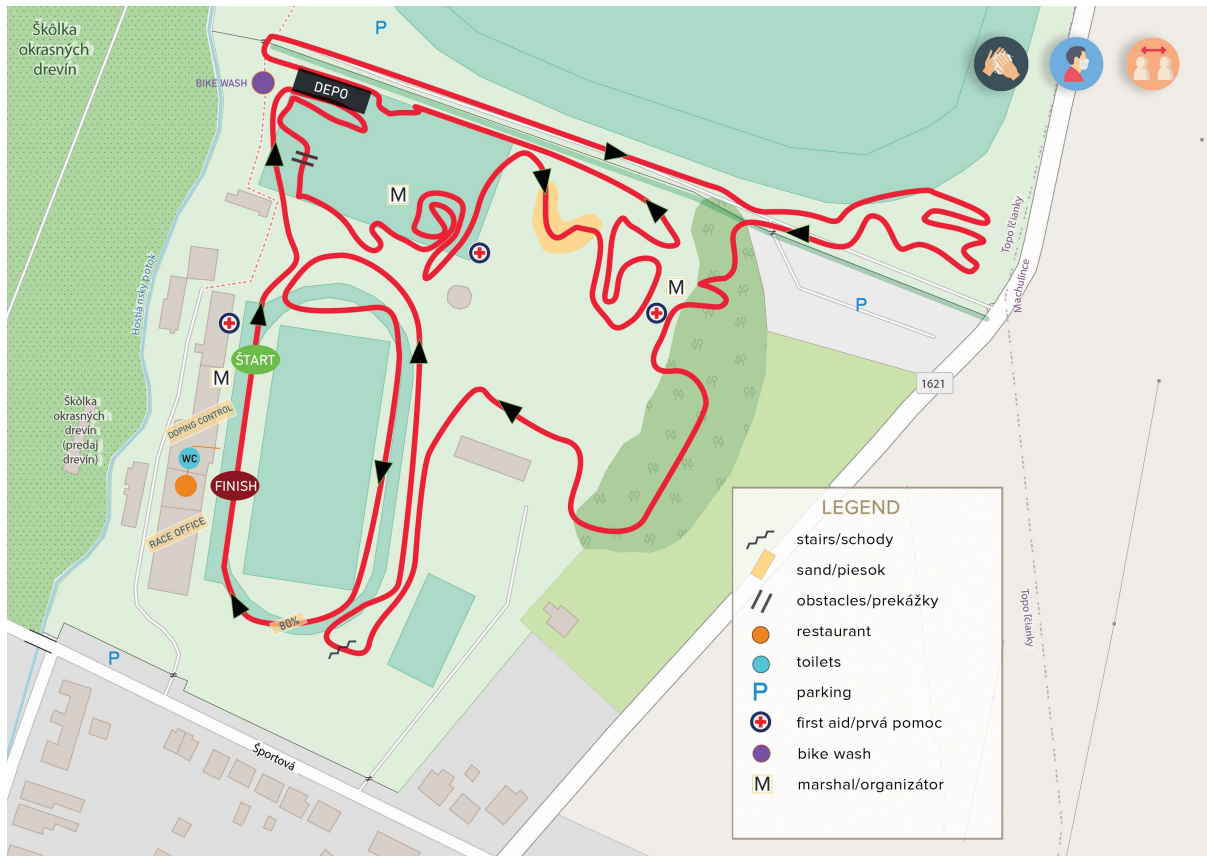 Škôlka
okrasných
drevín
P
BIKE WASH
DEPO
M
Hostiansky potok
Topoľčianky
Machulince
M
P
ŠTART
M
1621
Škôlka
okrasných
drevín
(predaj
drevín)
DOPING CONTROL
WC
FINISH
RACE OFFICE
80%
P
Športová
Topoľčianky
LEGEND
stairs/schody
sand/piesok
obstacles/prekážky
restaurant
toilets
P parking
first aid/prvá pomoc
bike wash
M marshal/organizátor